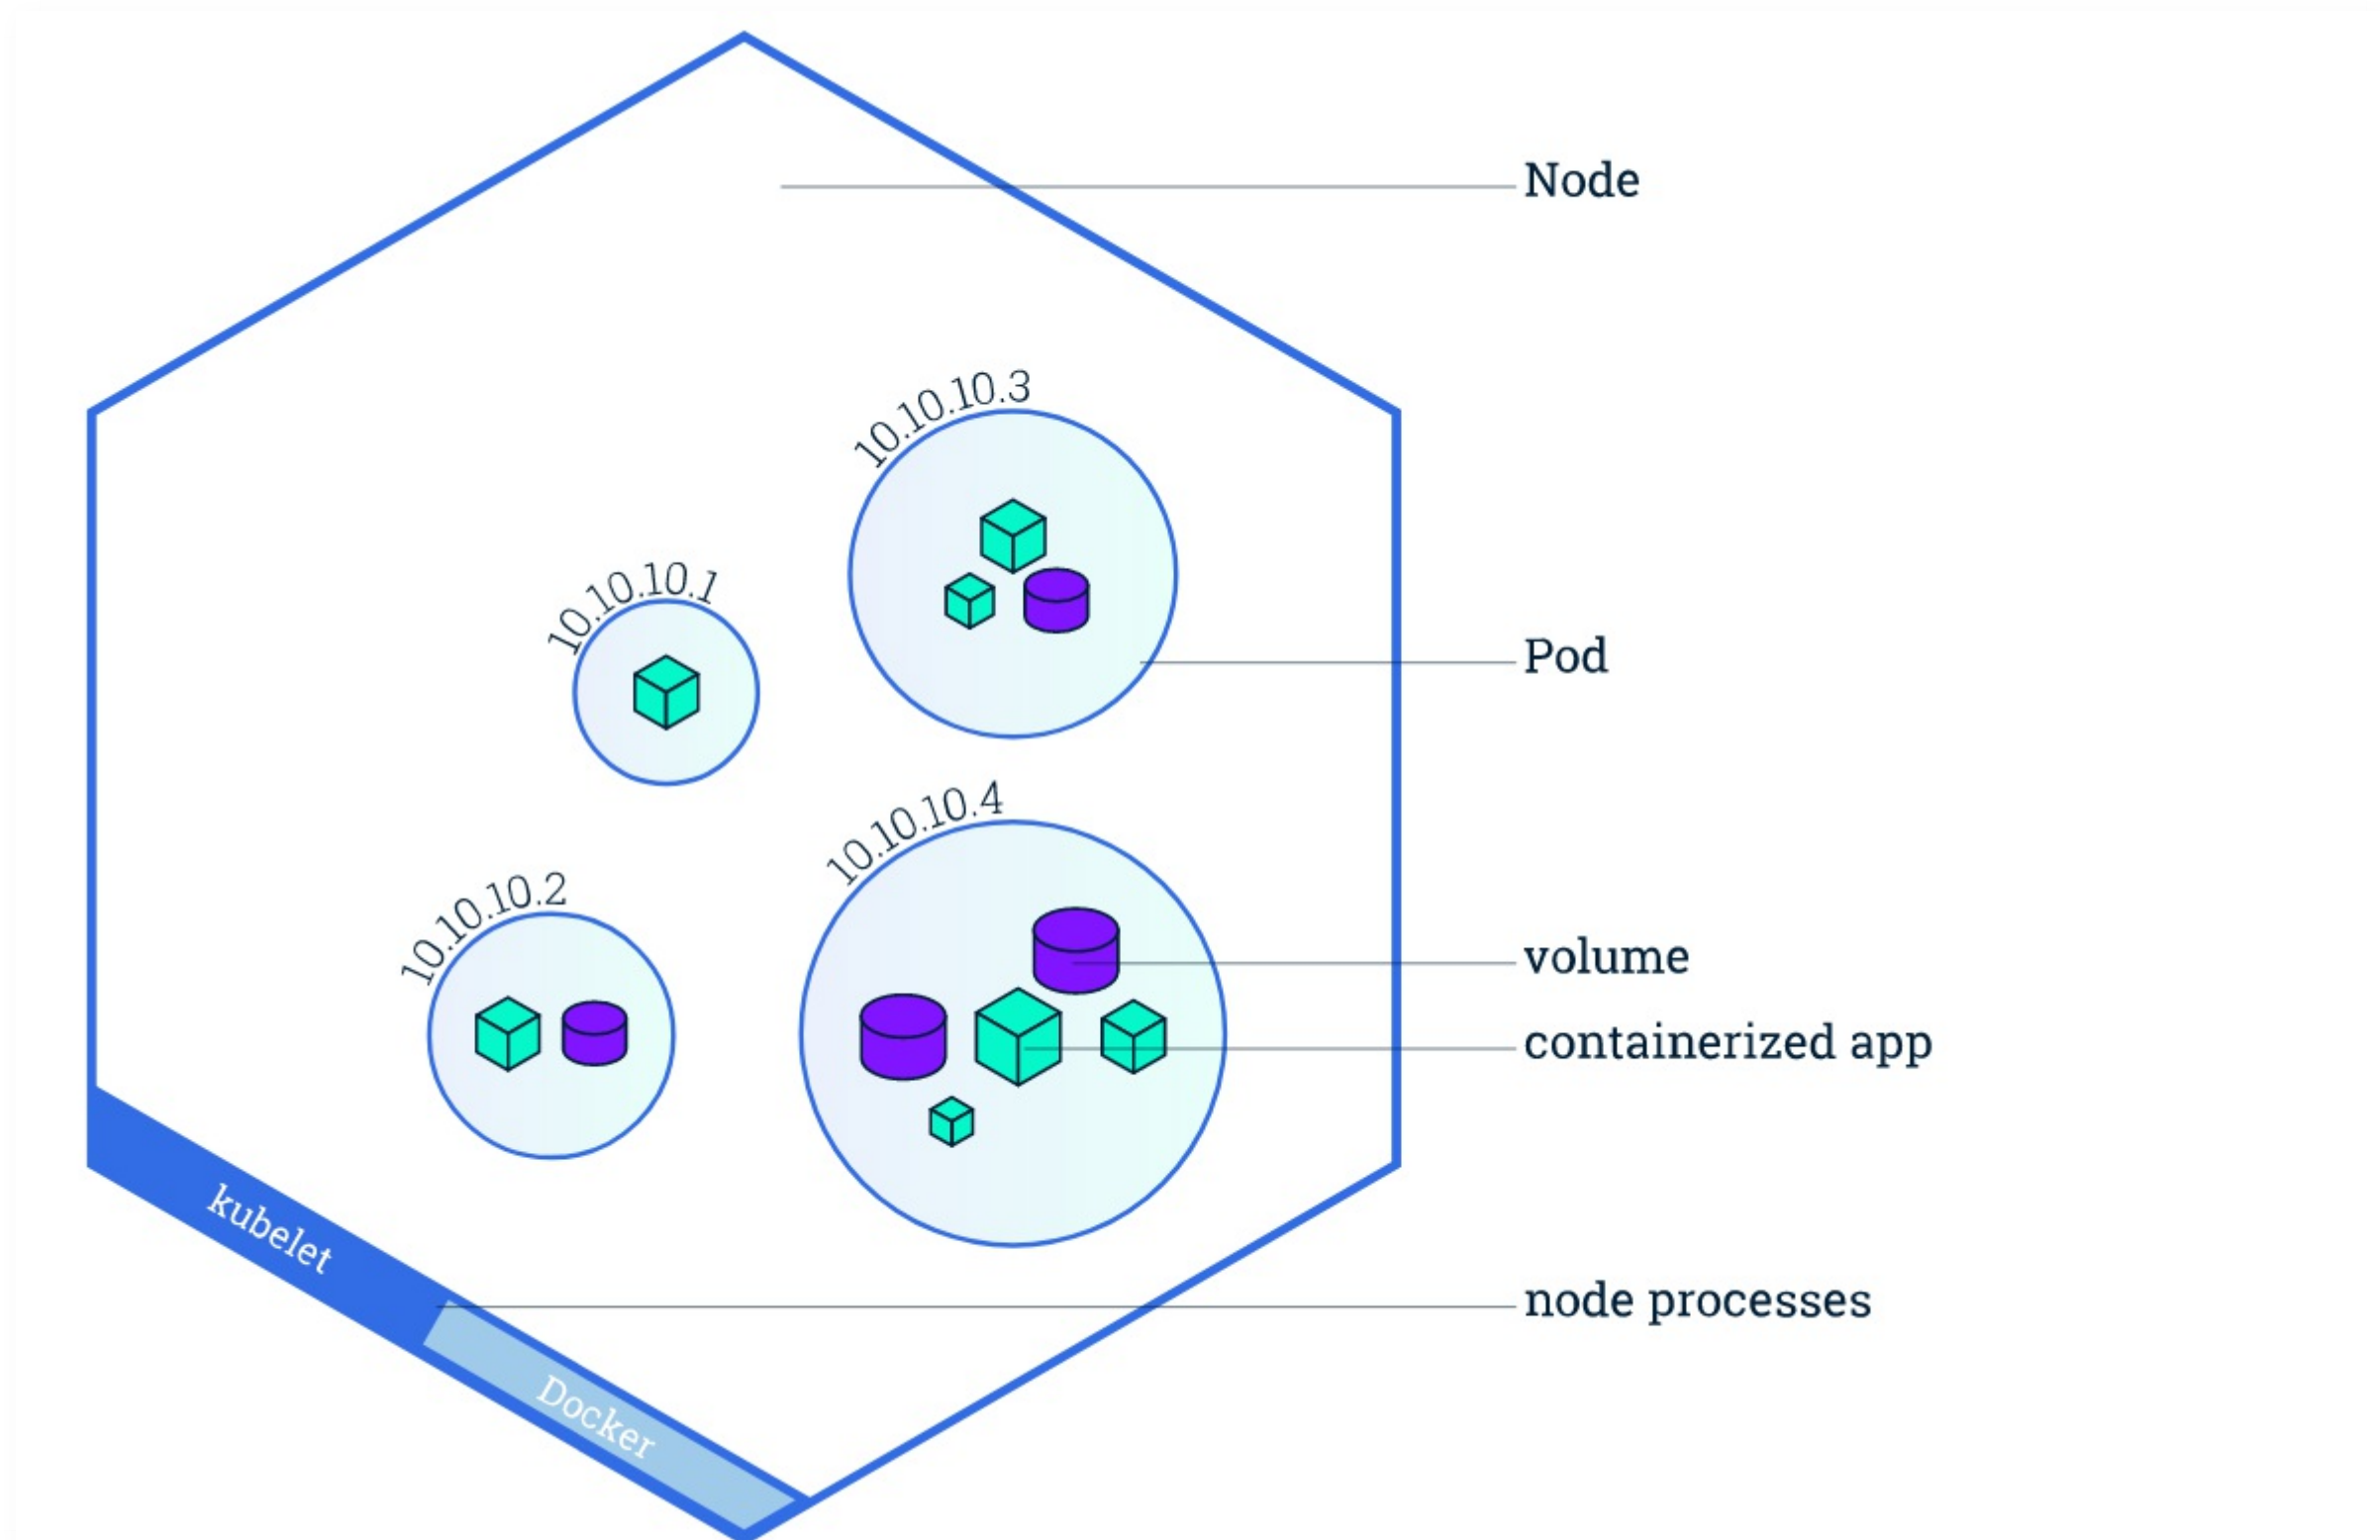 Node
10.10.10.3
10.10.10.1
Pod
10.10.10.4
10.10.10.2
volume
containerized app
kubelet
node processes
Docker